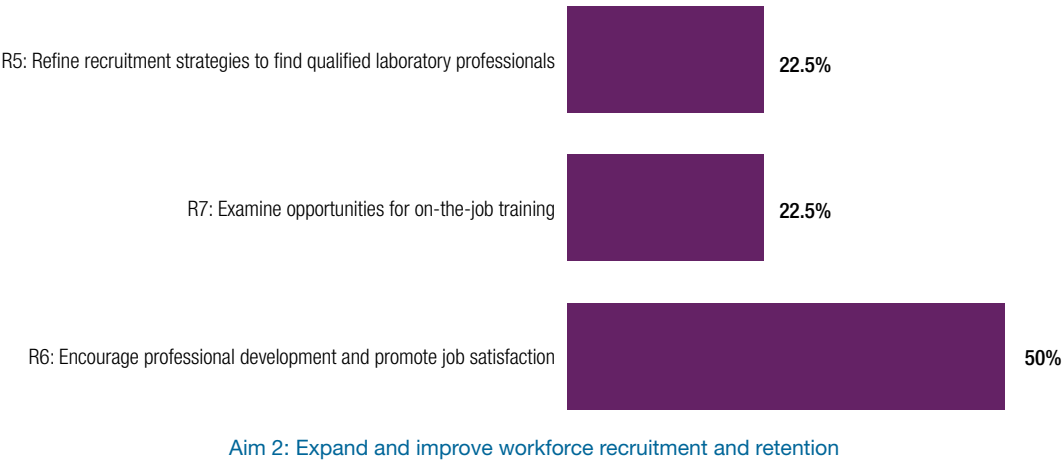 R5: Refine recruitment strategies to find qualified laboratory professionals
22.5%
R7: Examine opportunities for on-the-job training
22.5%
R6: Encourage professional development and promote job satisfaction
50%
Aim 2: Expand and improve workforce recruitment and retention